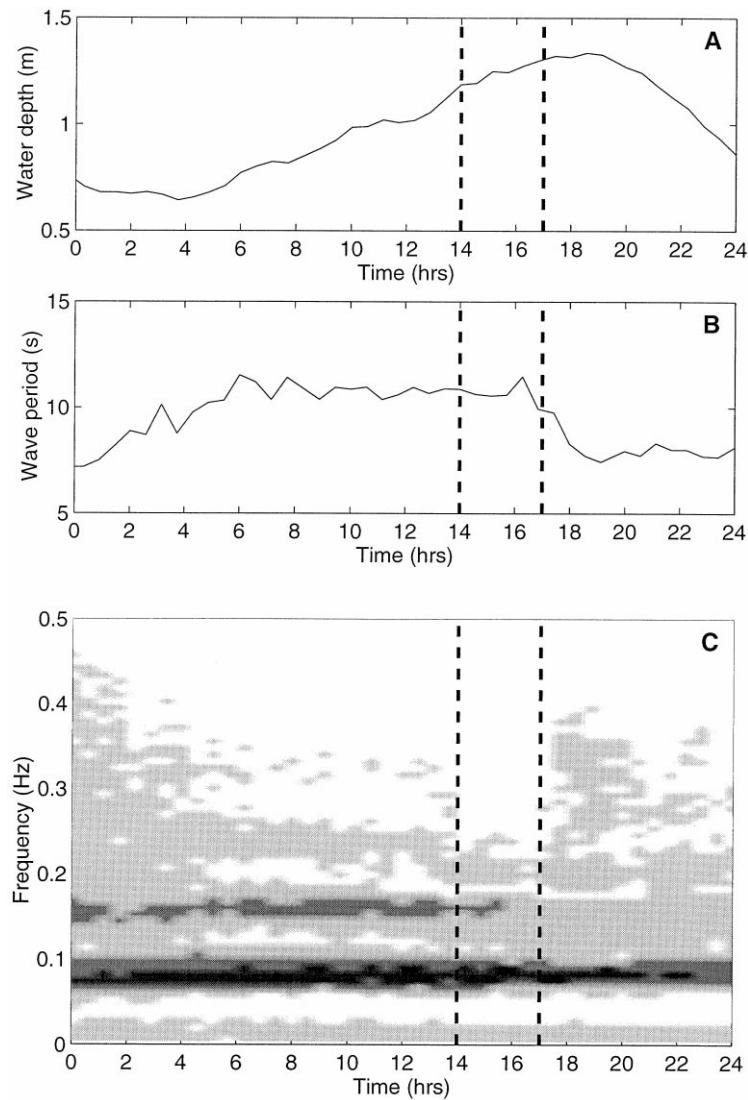 A
Water depth (m)
1.5
1
0.5
0 2 4 6 8 10 12 14 16 18 20 22 24
Time (hrs)
B
Wave period (s)
15
10
5
0 2 4 6 8 10 12 14 16 18 20 22 24
Time (hrs)
C
Frequency (Hz)
0.5
0.4
0.3
0.2
0.1
0
0 2 4 6 8 10 12 14 16 18 20 22 24
Time (hrs)